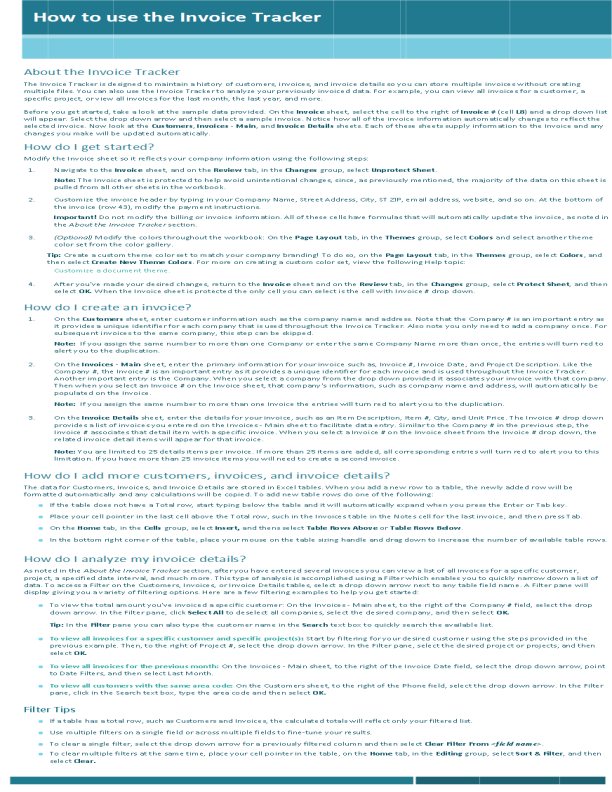 How to use the Invoice Tracker
About the Invoice Tracker
The Invoice Tracker is designed to maintain a history of customers, invoices, and invoice details so you can store multiple invoices without creating
multiple files. You can also use the Invoice Tracker to analyze your previously invoiced data. For example, you can view all invoices for a customer, a
specific project, or view all invoices for the last month, the last year, and more.
Before you get started, take a look at the sample data provided. On the Invoice sheet, select the cell to the right of Invoice # (cell L8) and a drop down list
will appear. Select the drop down arrow and then select a sample invoice. Notice how all of the invoice information automatically changes to reflect the
selected invoice. Now look at the Customers, Invoices - Main, and Invoice Details sheets. Each of these sheets supply information to the Invoice and any
changes you make will be updated automatically.
How do I get started?
Modify the Invoice sheet so it reflects your company information using the following steps:
1. Navigate to the Invoice sheet, and on the Review tab, in the Changes group, select Unprotect Sheet.
Note: The Invoice sheet is protected to help avoid unintentional changes, since, as previously mentioned, the majority of the data on this sheet is
pulled from all other sheets in the workbook.
2. Customize the invoice header by typing in your Company Name, Street Address, City, ST ZIP, email address, website, and so on. At the bottom of
the invoice (row 43), modify the payment instructions.
Important! Do not modify the billing or invoice information. All of these cells have formulas that will automatically update the invoice, as noted in
the About the Invoice Tracker section.
3. (Optional) Modify the colors throughout the workbook: On the Page Layout tab, in the Themes group, select Colors and select another theme
color set from the color gallery.
Tip: Create a custom theme color set to match your company branding! To do so, on the Page Layout tab, in the Themes group, select Colors, and
then select Create New Theme Colors. For more on creating a custom color set, view the following Help topic:
Customize a document theme.
4. After you've made your desired changes, return to the Invoice sheet and on the Review tab, in the Changes group, select Protect Sheet, and then
select OK. When the Invoice sheet is protected the only cell you can select is the cell with Invoice # drop down.
How do I create an invoice?
1. On the Customers sheet, enter customer information such as the company name and address. Note that the Company # is an important entry as
it provides a unique identifier for each company that is used throughout the Invoice Tracker. Also note you only need to add a company once. For
subsequent invoices to the same company, this step can be skipped.
Note: If you assign the same number to more than one Company or enter the same Company Name more than once, the entries will turn red to
alert you to the duplication.
2. On the Invoices - Main sheet, enter the primary information for your invoice such as, Invoice #, Invoice Date, and Project Description. Like the
Company #, the Invoice # is an important entry as it provides a unique identifier for each invoice and is used throughout the Invoice Tracker.
Another important entry is the Company. When you select a company from the drop down provided it associates your invoice with that company.
Then when you select an Invoice # on the Invoice sheet, that company's information, such as company name and address, will automatically be
populated on the Invoice .
Note: If you assign the same number to more than one Invoice the entries will turn red to alert you to the duplication.
3. On the Invoice Details sheet, enter the details for your invoice, such as an Item Description, Item #, Qty, and Unit Price. The Invoice # drop down
provides a list of invoices you entered on the Invoices - Main sheet to facilitate data entry. Similar to the Company # in the previous step, the
Invoice # associates that detail item with a specific invoice. When you select a Invoice # on the Invoice sheet from the Invoice # drop down, the
related invoice detail items will appear for that invoice.
Note: You are limited to 25 details items per invoice. If more than 25 items are added, all corresponding entries will turn red to alert you to this
limitation. If you have more than 25 invoice items you will need to create a second invoice.
How do I add more customers, invoices, and invoice details?
The data for Customers, Invoices, and Invoice Details are stored in Excel tables. When you add a new row to a table, the newly added row will be
formatted automatically and any calculations will be copied. To add new table rows do one of the following:
If the table does not have a Total row, start typing below the table and it will automatically expand when you press the Enter or Tab key.
Place your cell pointer in the last cell above the Total row, such in the Invoices table in the Notes cell for the last invoice, and then press Tab.
On the Home tab, in the Cells group, select Insert, and thens select Table Rows Above or Table Rows Below.
In the bottom right corner of the table, place your mouse on the table sizing handle and drag down to increase the number of available table rows.
How do I analyze my invoice details?
As noted in the About the Invoice Tracker section, after you have entered several invoices you can view a list of all invoices for a specific customer,
project, a specified date interval, and much more. This type of analysis is accomplished using a Filter which enables you to quickly narrow down a list of
data. To access a Filter on the Customers, Invoices, or Invoice Details tables, select a drop down arrow next to any table field name. A Filter pane will
display giving you a variety of filtering options. Here are a few filtering examples to help you get started:
To view the total amount you've invoiced a specific customer: On the Invoices - Main sheet, to the right of the Company # field, select the drop
down arrow. In the Filter pane, click Select All to deselect all companies, select the desired company, and then select OK.
Tip: In the Filter pane you can also type the customer name in the Search text box to quickly search the available list.
To view all invoices for a specific customer and specific project(s): Start by filtering for your desired customer using the steps provided in the
previous example. Then, to the right of Project #, select the drop down arrow. In the Filter pane, select the desired project or projects, and then
select OK.
To view all invoices for the previous month: On the Invoices - Main sheet, to the right of the Invoice Date field, select the drop down arrow, point
to Date Filters, and then select Last Month.
To view all customers with the same area code: On the Customers sheet, to the right of the Phone field, select the drop down arrow. In the Filter
pane, click in the Search text box, type the area code and then select OK.
Filter Tips
If a table has a total row, such as Customers and Invoices, the calculated totals will reflect only your filtered list.
Use multiple filters on a single field or across multiple fields to fine-tune your results.
To clear a single filter, select the drop down arrow for a previously filtered column and then select Clear Filter From <field name>.
To clear multiple filters at the same time, place your cell pointer in the table, on the Home tab, in the Editing group, select Sort & Filter, and then
select Clear.